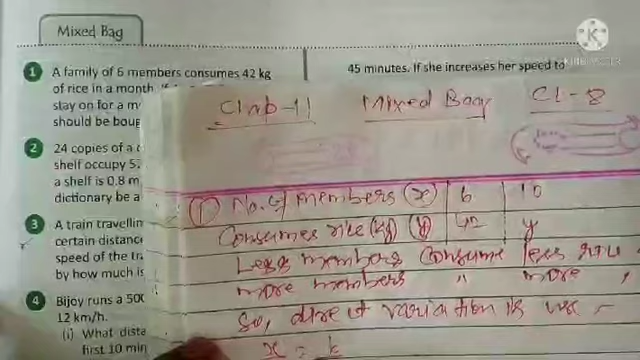 Mixed Bag
1 A family of 6 members consumes 42 kg
of rice in a month.
stay on for a m
should be boug
2 24 copies of a
shelf occupy 5
a shelf is 0.8 m
dictionary be a
3 A train travellin
certain distanc
speed of the tr
by how much is
4 Bijoy runs a 500
12 km/h.
(i) What dista
first 10 min
45 minutes. If she increases her speed to
K
Mixed Bag CL-8
(1) No. of members (x) 6 10
Consumes rice (kg) (y) 42 y
Less members consume less
more members " more "
So, direct variation is
x = k